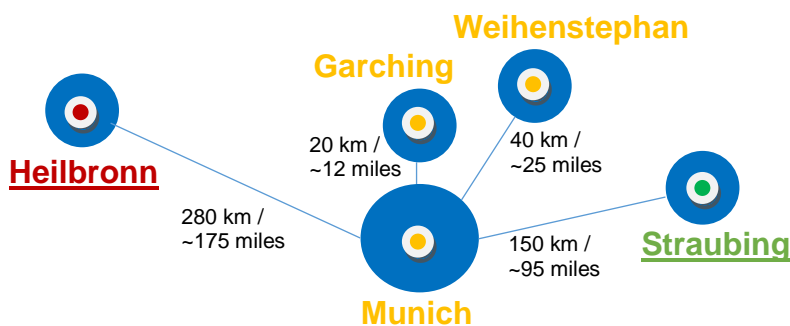 Weihenstephan
Garching
Heilbronn
20 km /
~12 miles
40 km /
~25 miles
280 km /
~175 miles
150 km /
~95 miles
Straubing
Munich